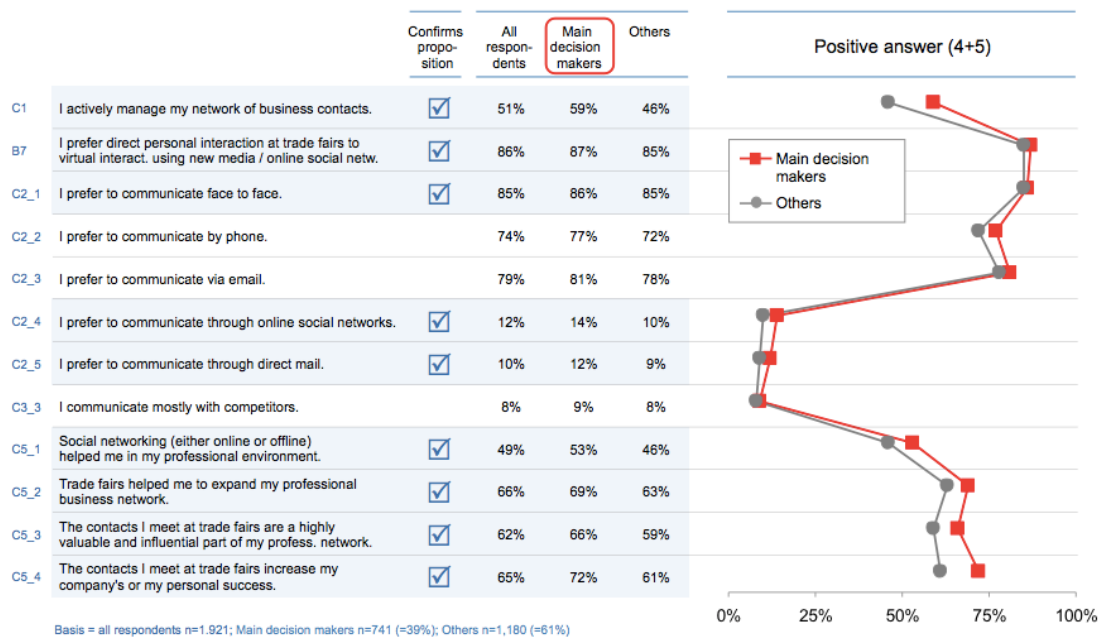 Confirms propo- sition
All respon- dents
Main decision makers
Others
Positive answer (4+5)
C1 I actively manage my network of business contacts. 51% 59% 46%
B7 I prefer direct personal interaction at trade fairs to
virtual interact. using new media / online social netw. 86% 87% 85%
C2_1 I prefer to communicate face to face. 85% 86% 85%
C2_2 I prefer to communicate by phone. 74% 77% 72%
C2_3 I prefer to communicate via email. 79% 81% 78%
C2_4 I prefer to communicate through online social networks. 12% 14% 10%
C2_5 I prefer to communicate through direct mail. 10% 12% 9%
C3_3 I communicate mostly with competitors. 8% 9% 8%
C5_1 Social networking (either online or offline)
helped me in my professional environment. 49% 53% 46%
C5_2 Trade fairs helped me to expand my professional
business network. 66% 69% 63%
C5_3 The contacts I meet at trade fairs are a highly
valuable and influential part of my profess. network. 62% 66% 59%
C5_4 The contacts I meet at trade fairs increase my
company's or my personal success. 65% 72% 61%
Main decision
makers
Others
0% 25% 50% 75% 100%
Basis = all respondents n=1.921; Main decision makers n=741 (=39%); Others n=1,180 (=61%)